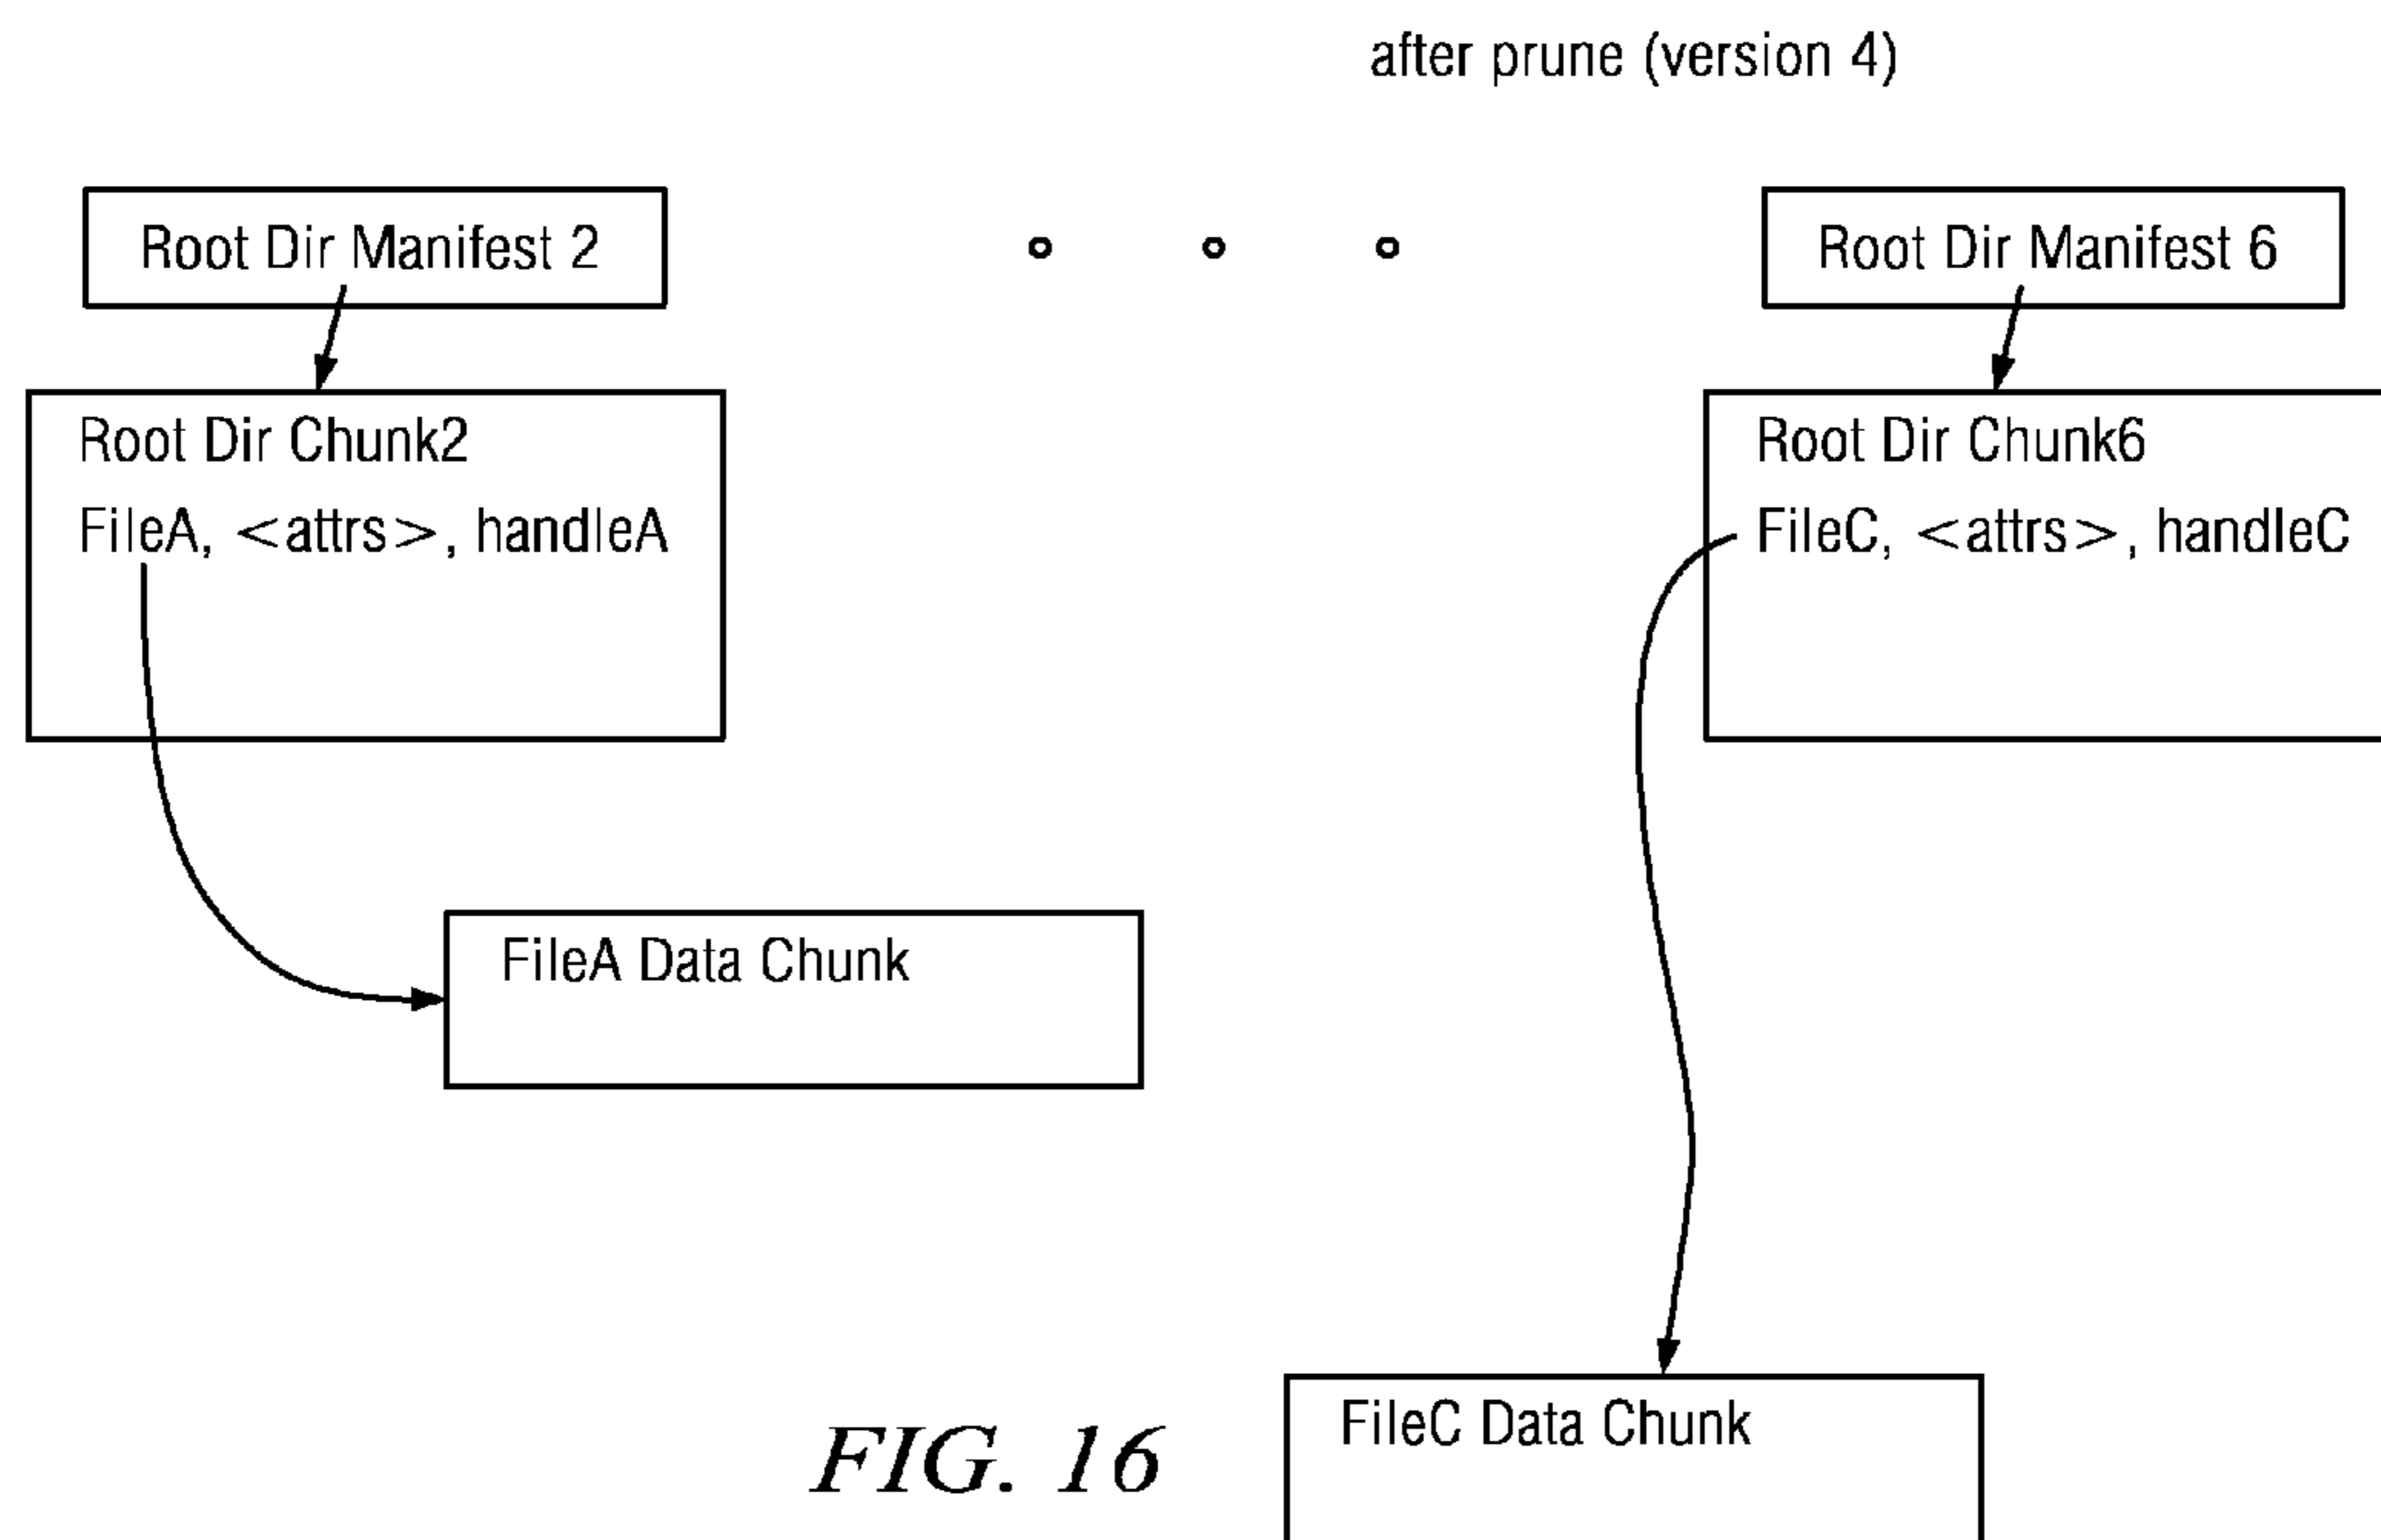 after prune (version 4)
Root Dir Manifest 2
Root Dir Manifest 6
Root Dir Chunk2
FileA, <attrs>, handleA
Root Dir Chunk6
FileC, <attrs>, handleC
FileA Data Chunk
FileC Data Chunk
FIG. 16